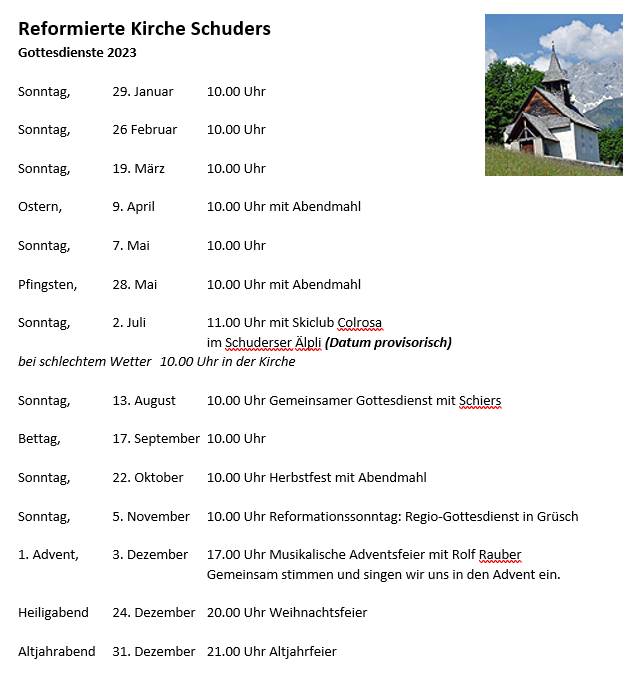 Reformierte Kirche Schuders
Gottesdienste 2023
Sonntag, 29. Januar 10.00 Uhr
Sonntag, 26 Februar 10.00 Uhr
Sonntag, 19. März 10.00 Uhr
Ostern, 9. April 10.00 Uhr mit Abendmahl
Sonntag, 7. Mai 10.00 Uhr
Pfingsten, 28. Mai 10.00 Uhr mit Abendmahl
Sonntag, 2. Juli 11.00 Uhr mit Skiclub Colrosa
im Schuderser Älpli (Datum provisorisch)
bei schlechtem Wetter 10.00 Uhr in der Kirche
Sonntag, 13. August 10.00 Uhr Gemeinsamer Gottesdienst mit Schiers
Bettag, 17. September 10.00 Uhr
Sonntag, 22. Oktober 10.00 Uhr Herbstfest mit Abendmahl
Sonntag, 5. November 10.00 Uhr Reformationssonntag: Regio-Gottesdienst in Grüsch
1. Advent, 3. Dezember 17.00 Uhr Musikalische Adventsfeier mit Rolf Rauber
Gemeinsam stimmen und singen wir uns in den Advent ein.
Heiligabend 24. Dezember 20.00 Uhr Weihnachtsfeier
Altjahrabend 31. Dezember 21.00 Uhr Altjahrfeier